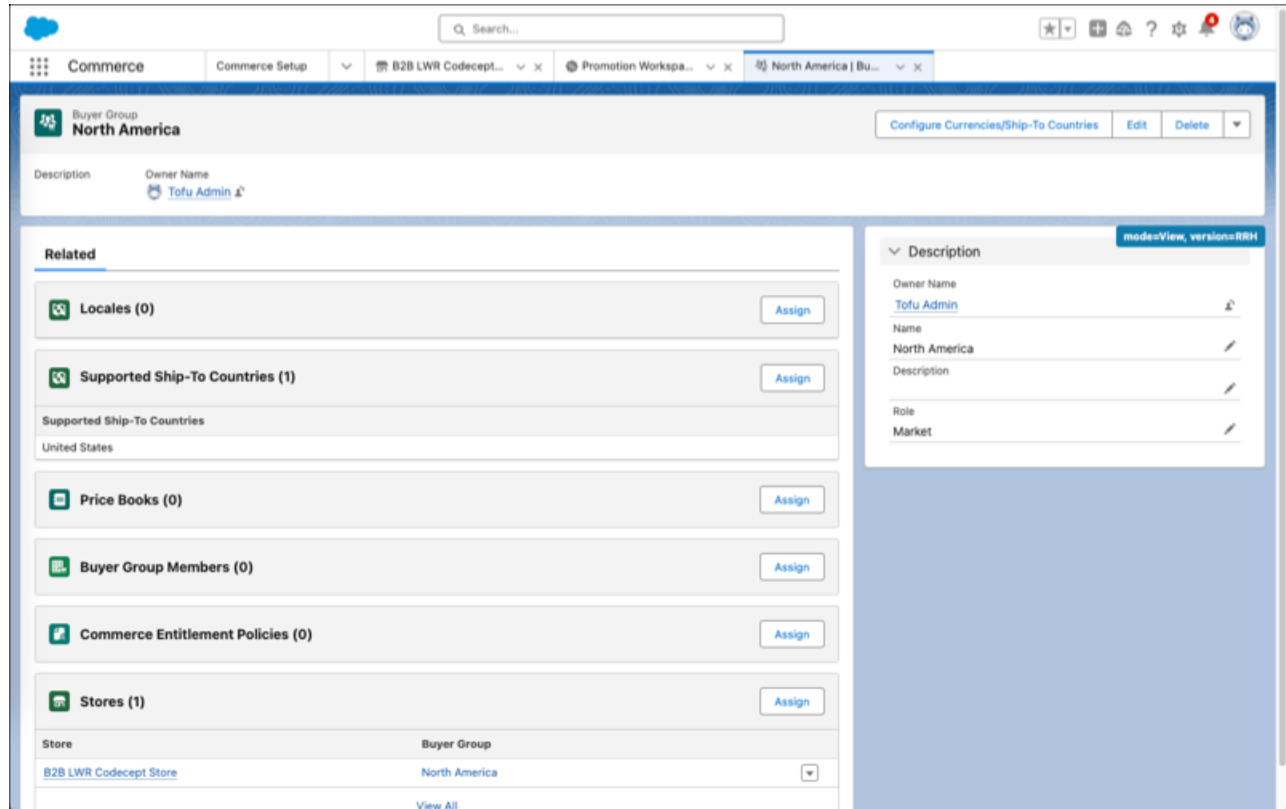 Search...
4
Commerce
Commerce Setup
B2B LWR Codecept...
Promotion Workspa...
North America | Bu...
Buyer Group
North America
Configure Currencies/Ship-To Countries
Edit
Delete
Description
Owner Name
Tofu Admin
Related
Locales (0)
Assign
Supported Ship-To Countries (1)
Assign
Supported Ship-To Countries
United States
Price Books (0)
Assign
Buyer Group Members (0)
Assign
Commerce Entitlement Policies (0)
Assign
Stores (1)
Assign
Store
Buyer Group
B2B LWR Codecept Store
North America
View All
mode=View, version=RRH
Description
Owner Name
Tofu Admin
Name
North America
Description
Role
Market